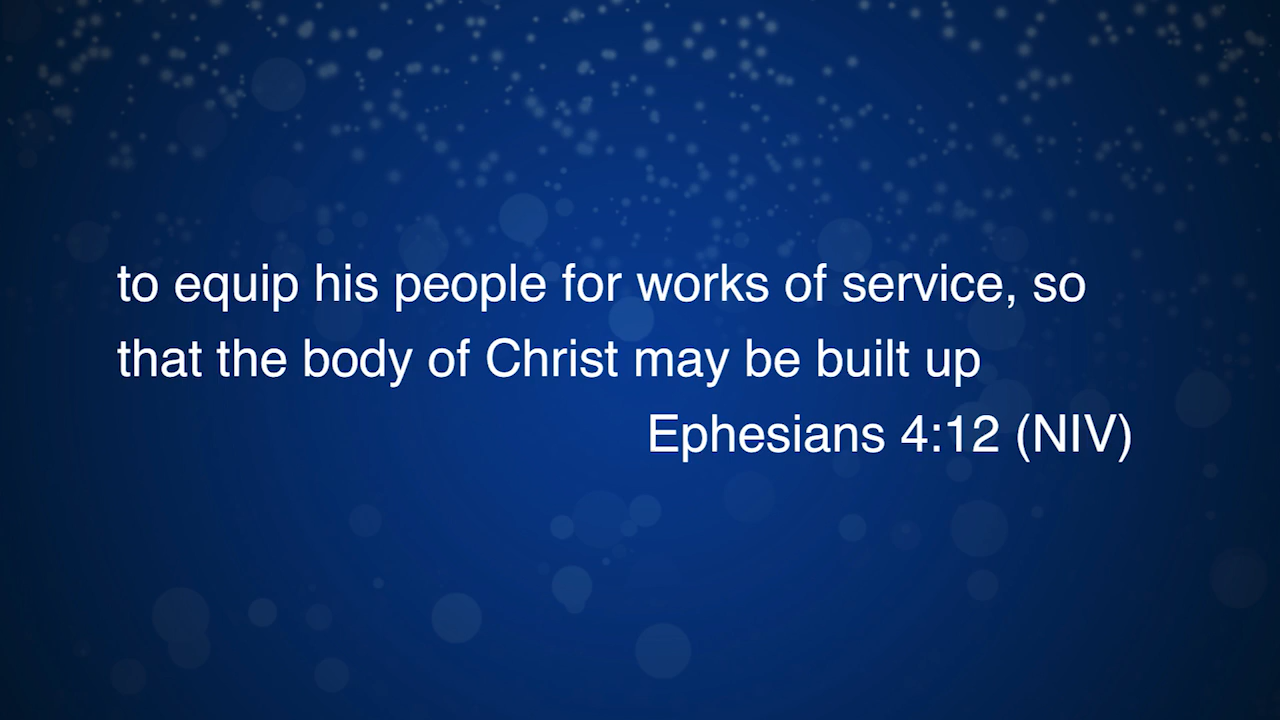 to equip his people for works of service, so
that the body of Christ may be built up
Ephesians 4:12 (NIV)